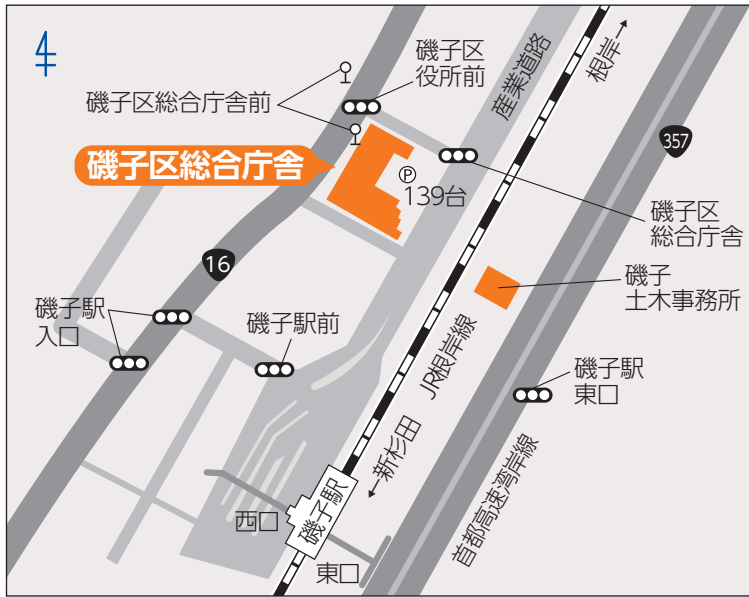 磯子区
役所前
産業道路
根岸→
磯子区総合庁舎前
357
磯子区総合庁舎
P
139台
磯子区
総合庁舎
16
磯子
土木事務所
磯子駅
入口
磯子駅前
JR根岸線
磯子駅
東口
←新杉田
首都高速湾岸線
磯子駅
西口
東口